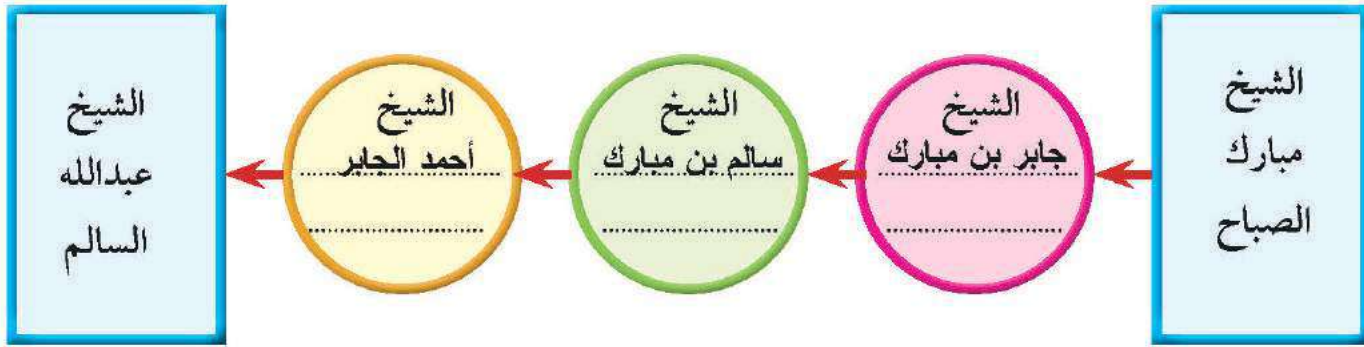 الشيخ
مبارك
الصباح
الشيخ
جابر بن مبارك
الشيخ
سالم بن مبارك
الشيخ
أحمد الجابر
الشيخ
عبدالله
السالم